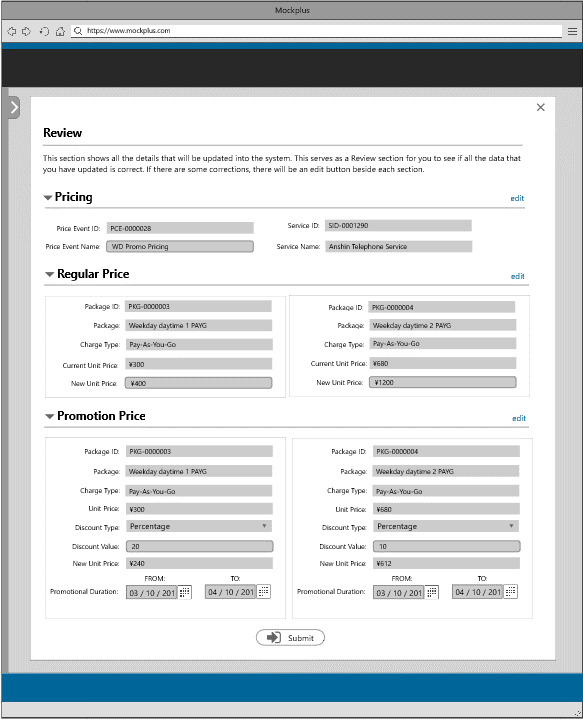 Mockplus
https://www.mockplus.com
Review
This section shows all the details that will be updated into the system. This serves as a Review section for you to see if all the data that
you have updated is correct. If there are some corrections, there will be an edit button beside each section.
Pricing edit
Price Event ID: PCE-0000028 Service ID: SID-0001290
Price Event Name: WD Promo Pricing Service Name: Anshin Telephone Service
Regular Price edit
Package ID: PKG-0000003 Package ID: PKG-0000004
Package: Weekday daytime 1 PAYG Package: Weekday daytime 2 PAYG
Charge Type: Pay-As-You-Go Charge Type: Pay-As-You-Go
Current Unit Price: ¥300 Current Unit Price: ¥680
New Unit Price: ¥400 New Unit Price: ¥1200
Promotion Price edit
Package ID: PKG-0000003 Package ID: PKG-0000004
Package: Weekday daytime 1 PAYG Package: Weekday daytime 2 PAYG
Charge Type: Pay-As-You-Go Charge Type: Pay-As-You-Go
Unit Price: ¥300 Unit Price: ¥680
Discount Type: Percentage Discount Type: Percentage
Discount Value: 20 Discount Value: 10
New Unit Price: ¥240 New Unit Price: ¥612
FROM: TO: FROM: TO:
Promotional Duration: 03 / 10 / 201 04 / 10 / 201 Promotional Duration: 03 / 10 / 201 04 / 10 / 201
Submit